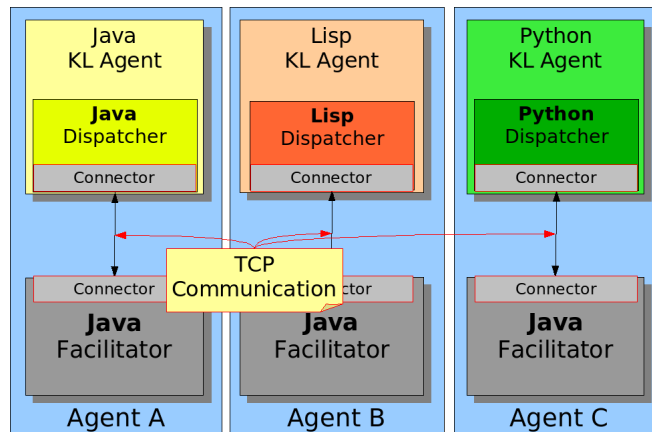 Java
KL Agent
Java
Dispatcher
Connector
Lisp
KL Agent
Lisp
Dispatcher
Connector
Python
KL Agent
Python
Dispatcher
Connector
TCP
Communication
Connector
Java
Facilitator
Agent A
Java
Facilitator
Agent B
Connector
Java
Facilitator
Agent C